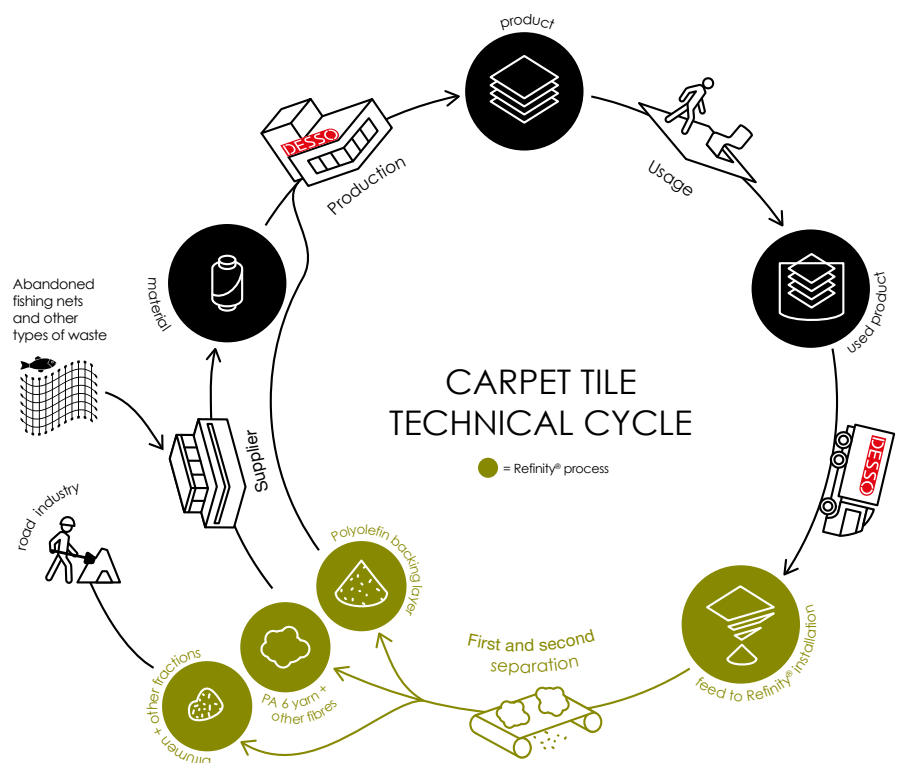 product
DESSO
Production
Usage
material
Abandoned
fishing nets
and other
types of waste
used product
CARPET TILE
TECHNICAL CYCLE
= Refinity® process
Supplier
DESSO
road industry
Polyolefin backing layer
First and second
separation
feed to Refinity® installation
PA 6 yarn +
other fibres
bitumen + other fractions